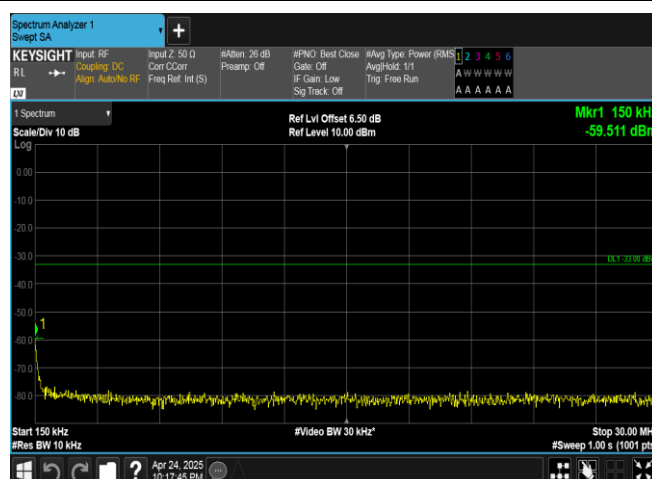 Spectrum Analyzer 1
Swept SA
+
KEYSIGHT Input: RF Input Z: 50 Ω #Atten: 26 dB #PNO: Best Close #Avg Type: Power (RMS 1 2 3 4 5 6
RL Coupling: DC Corr CCorr Preamp: Off Gate: Off Avg|Hold: 1/1 A W W W W W
Align: Auto/No RF Freq Ref: Int (S) IF Gain: Low Trig: Free Run
LXI Sig Track: Off A A A A A A
1 Spectrum Ref Lvl Offset 6.50 dB Mkr1 150 kHz
Scale/Div 10 dB Ref Level 10.00 dBm -59.511 dBm
Log
0.00
-10.0
-20.0
-30.0
DL1 -33.00 dB
-40.0
-50.0
1
-60.0
-70.0
-80.0
Start 150 kHz #Video BW 30 kHz* Stop 30.00 MH
#Res BW 10 kHz #Sweep 1.00 s (1001 pts
? Apr 24, 2025
10:17:45 PM